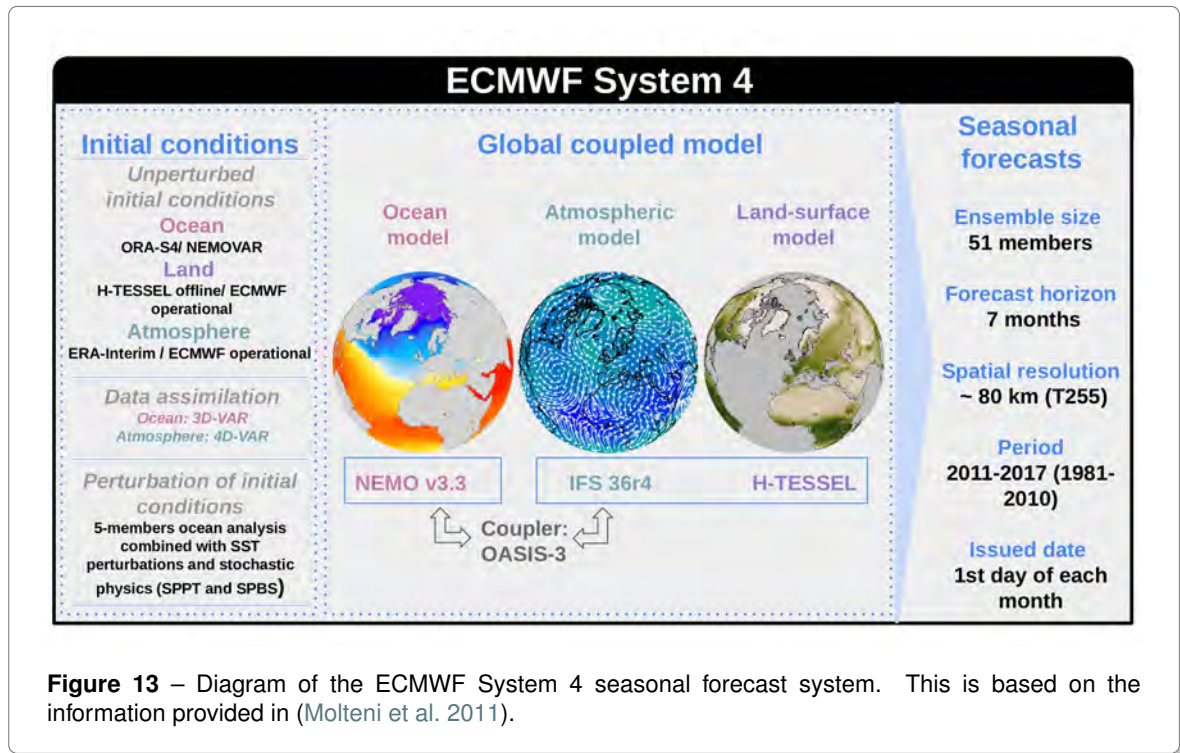 ECMWF System 4
Initial conditions
Unperturbed
initial conditions
Ocean
ORA-S4/ NEMOVAR
Land
H-TESSEL offline/ ECMWF
operational
Atmosphere
ERA-Interim / ECMWF operational
Data assimilation
Ocean: 3D-VAR
Atmosphere: 4D-VAR
Perturbation of initial
conditions
5-members ocean analysis
combined with SST
perturbations and stochastic
physics (SPPT and SPBS)
Global coupled model
Ocean
model
Atmospheric
model
Land-surface
model
NEMO v3.3
IFS 36r4
H-TESSEL
Coupler:
OASIS-3
Seasonal
forecasts
Ensemble size
51 members
Forecast horizon
7 months
Spatial resolution
~ 80 km (T255)
Period
2011-2017 (1981-
2010)
Issued date
1st day of each
month
Figure 13 – Diagram of the ECMWF System 4 seasonal forecast system. This is based on the
information provided in (Molteni et al. 2011).